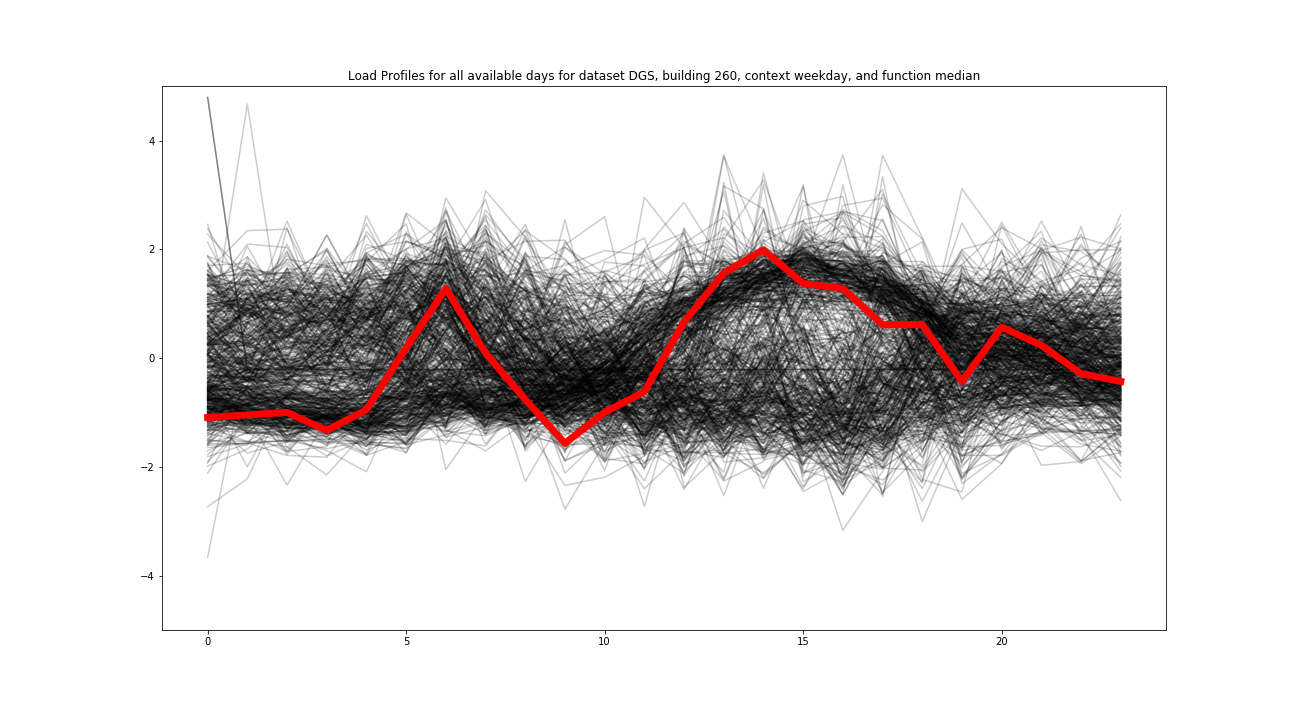 Load Profiles for all available days for dataset DGS, building 260, context weekday, and function median
4
2
0
−2
−4
0 5 10 15 20